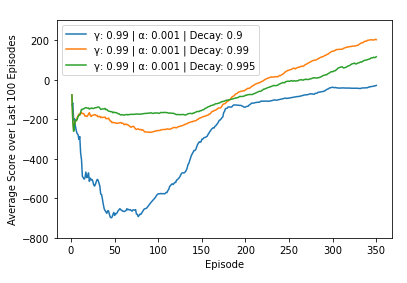 γ: 0.99 | α: 0.001 | Decay: 0.9
γ: 0.99 | α: 0.001 | Decay: 0.99
γ: 0.99 | α: 0.001 | Decay: 0.995
Average Score over Last 100 Episodes
200
0
−200
−400
−600
−800
0 50 100 150 200 250 300 350
Episode